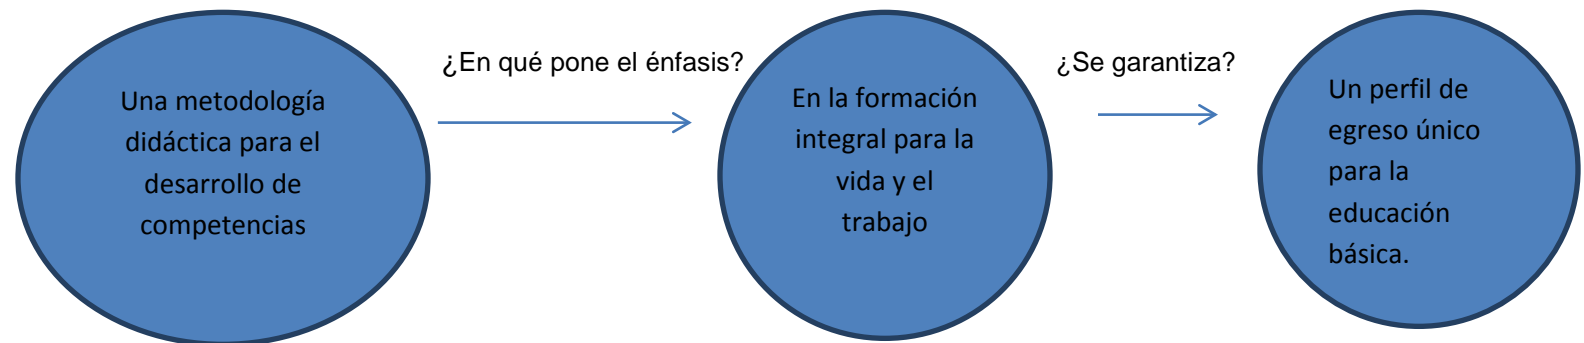 Una metodología
didáctica para el
desarrollo de
competencias
¿En qué pone el énfasis?
En la formación
integral para la
vida y el
trabajo
¿Se garantiza?
Un perfil de
egreso único
para la
educación
básica.